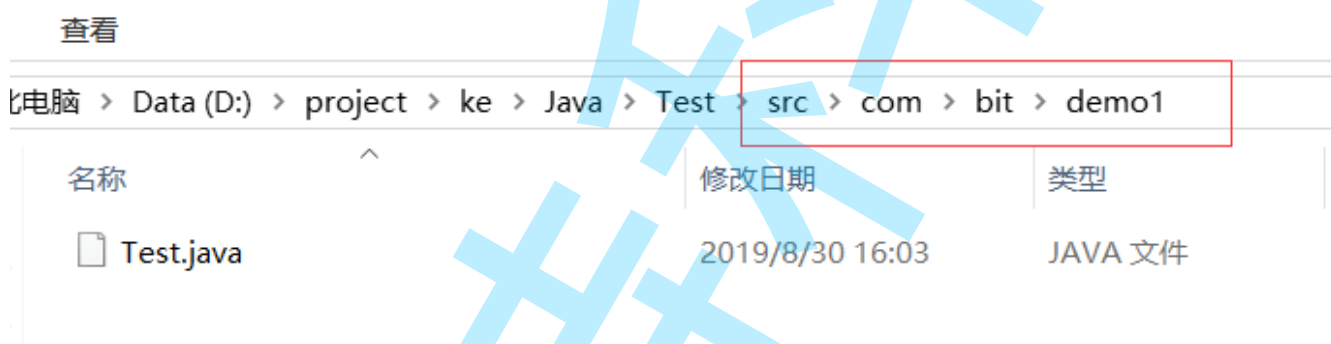 查看
电脑 > Data (D:) > project > ke > Java > Test > src > com > bit > demo1
名称 修改日期 类型
Test.java 2019/8/30 16:03 JAVA 文件